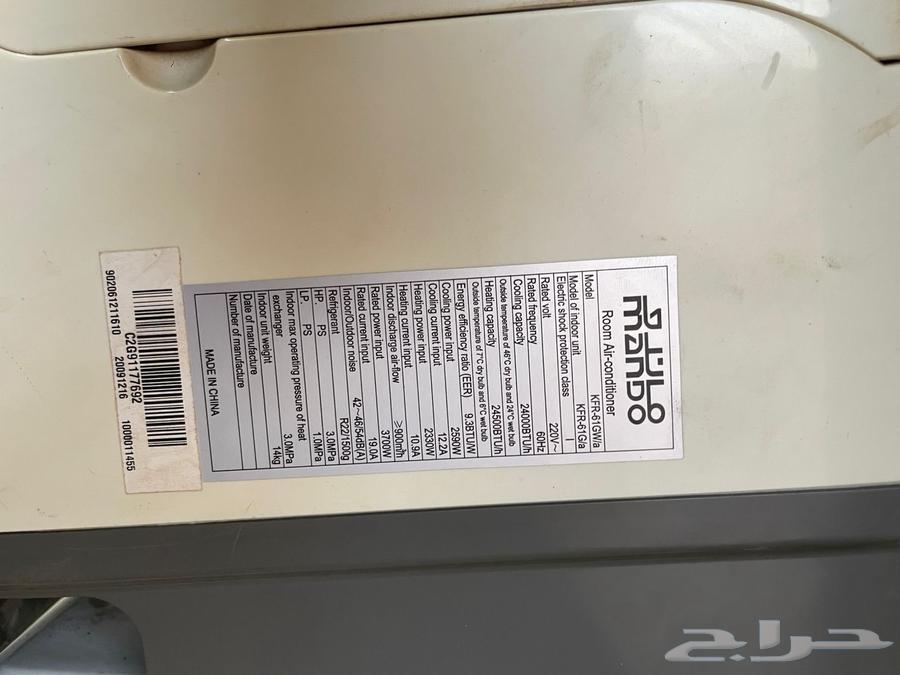 مانبو
manbo
Room Air-conditioner
Model KFR-61GW/a
Model of indoor unit KFR-61G/a
Electric shock protection class I
Rated volt 220V~
Rated frequency 60Hz
Cooling capacity 24000BTU/h
Outside temperature of 46°C dry bulb and 24°C wet bulb
Heating capacity 24500BTU/h
Outside temperature of 7°C dry bulb and 6°C wet bulb
Energy efficiency ratio (EER) 9.3BTU/W
Cooling power input 2590W
Cooling current input 12.2A
Heating power input 2330W
Heating current input 10.9A
Indoor discharge air-flow ≥900m³/h
Rated power input 3700W
Rated current input 19.0A
Indoor/Outdoor noise 42~46/54dB(A)
Refrigerant R22/1500g
HP PS 3.0MPa
LP PS 1.0MPa
Indoor max operating pressure of heat
exchanger 3.0MPa
Indoor unit weight 14kg
Date of manufacture
Number of manufacture
MADE IN CHINA
C2691177692
902061211610 20091216 1000011455
حراج